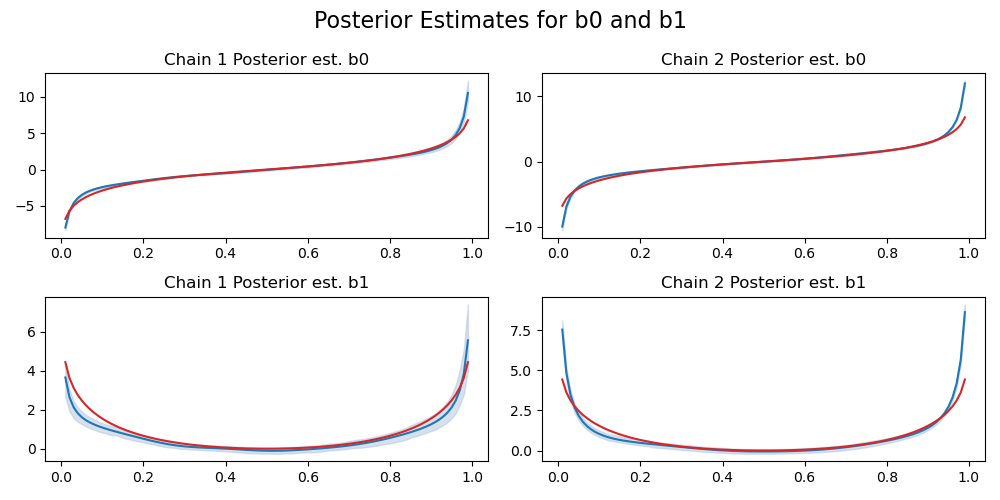 Posterior Estimates for b0 and b1
Chain 1 Posterior est. b0
10
5
0
−5
0.0 0.2 0.4 0.6 0.8 1.0
Chain 2 Posterior est. b0
10
0
−10
0.0 0.2 0.4 0.6 0.8 1.0
Chain 1 Posterior est. b1
6
4
2
0
0.0 0.2 0.4 0.6 0.8 1.0
Chain 2 Posterior est. b1
7.5
5.0
2.5
0.0
0.0 0.2 0.4 0.6 0.8 1.0